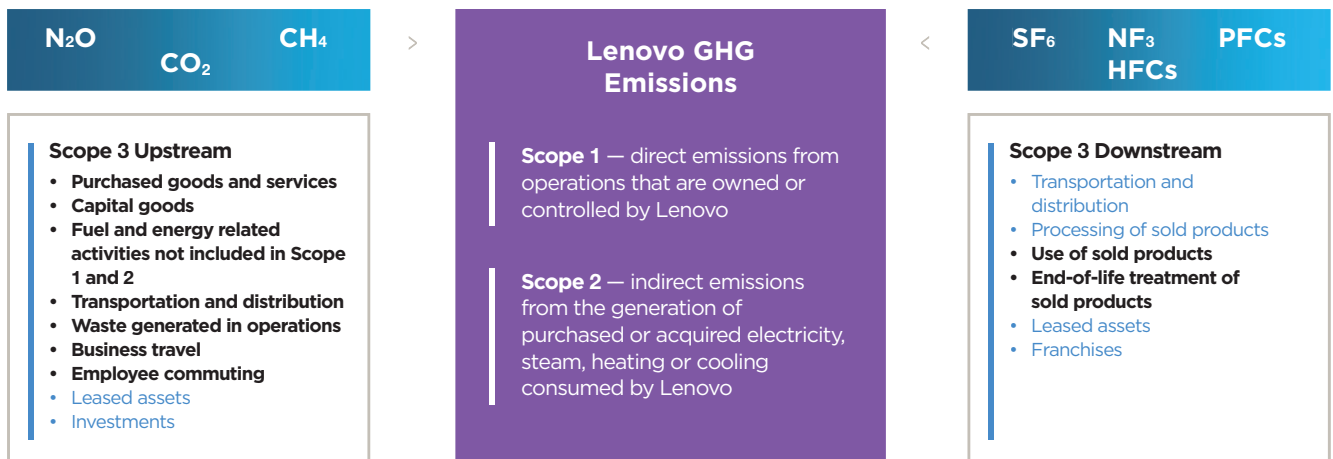 N₂O
CH₄
CO₂
Scope 3 Upstream
• Purchased goods and services
• Capital goods
• Fuel and energy related
activities not included in Scope
1 and 2
• Transportation and distribution
• Waste generated in operations
• Business travel
• Employee commuting
• Leased assets
• Investments
>
Lenovo GHG
Emissions
Scope 1 — direct emissions from
operations that are owned or
controlled by Lenovo
Scope 2 — indirect emissions
from the generation of
purchased or acquired electricity,
steam, heating or cooling
consumed by Lenovo
<
SF₆ NF₃ PFCs
HFCs
Scope 3 Downstream
• Transportation and
distribution
• Processing of sold products
• Use of sold products
• End-of-life treatment of
sold products
• Leased assets
• Franchises